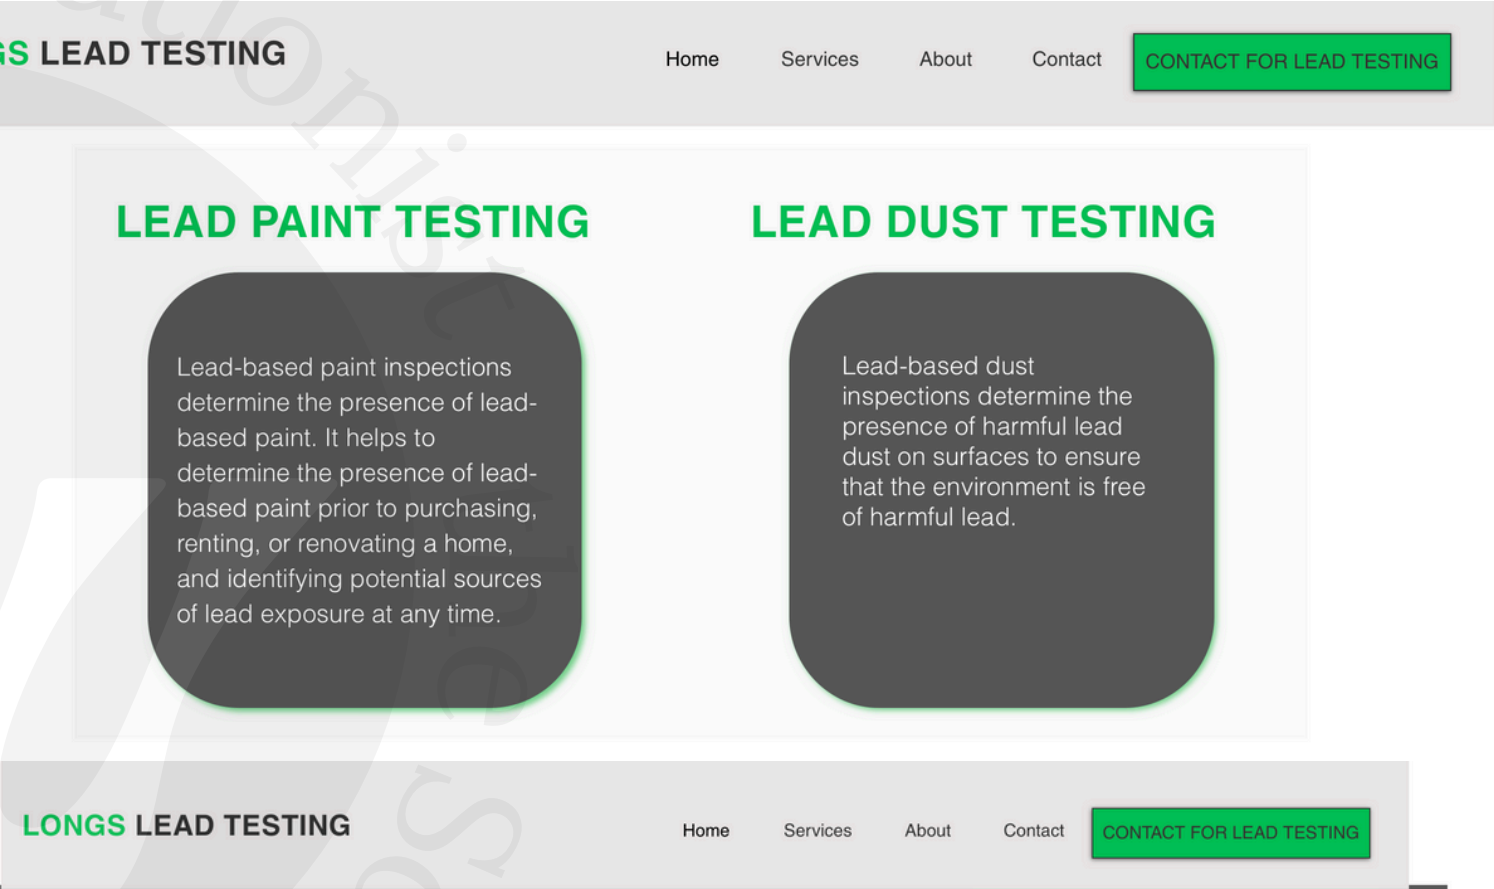 GS LEAD TESTING
Home Services About Contact CONTACT FOR LEAD TESTING
LEAD PAINT TESTING
Lead-based paint inspections
determine the presence of lead-
based paint. It helps to
determine the presence of lead-
based paint prior to purchasing,
renting, or renovating a home,
and identifying potential sources
of lead exposure at any time.
LEAD DUST TESTING
Lead-based dust
inspections determine the
presence of harmful lead
dust on surfaces to ensure
that the environment is free
of harmful lead.
LONGS LEAD TESTING
Home Services About Contact CONTACT FOR LEAD TESTING